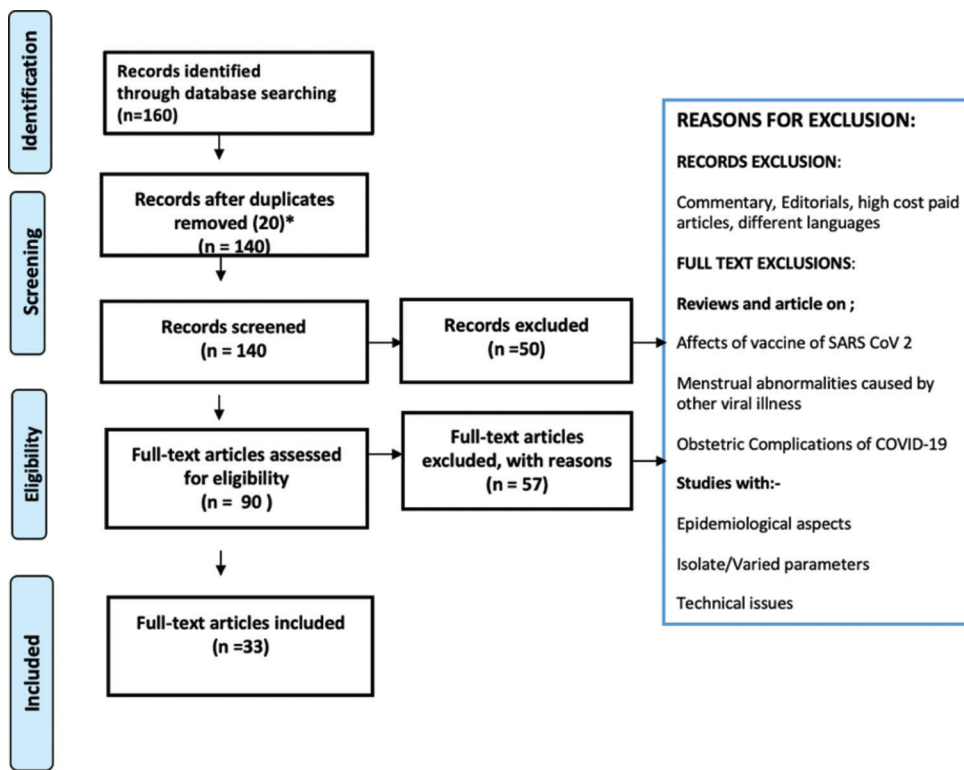 Identification
Records identified
through database searching
(n=160)
Screening
Records after duplicates
removed (20)*
(n = 140)
Records screened
n = 140
Records excluded
(n =50)
Eligibility
Full-text articles assessed
for eligibility
(n = 90 )
Full-text articles
excluded, with reasons
(n = 57)
Included
Full-text articles included
(n =33)
REASONS FOR EXCLUSION:
RECORDS EXCLUSION:
Commentary, Editorials, high cost paid
articles, different languages
FULL TEXT EXCLUSIONS:
Reviews and article on ;
Affects of vaccine of SARS CoV 2
Menstrual abnormalities caused by
other viral illness
Obstetric Complications of COVID-19
Studies with:-
Epidemiological aspects
Isolate/Varied parameters
Technical issues